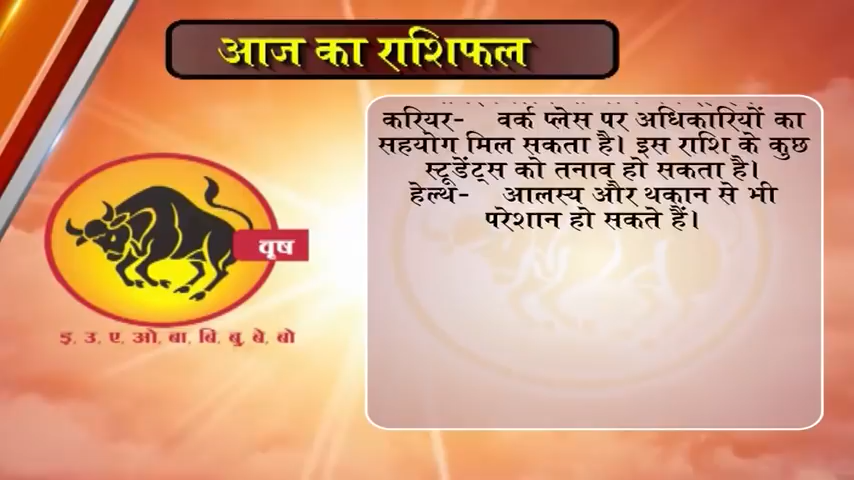 आज का राशिफल
करियर- वर्क प्लेस पर अधिकारियों का
सहयोग मिल सकता है। इस राशि के कुछ
स्टूडेंट्स को तनाव हो सकता है।
हेल्थ- आलस्य और थकान से भी
परेशान हो सकते हैं।
वृष
इ, उ, ए, ओ, बा, बि, बु, बे, बो